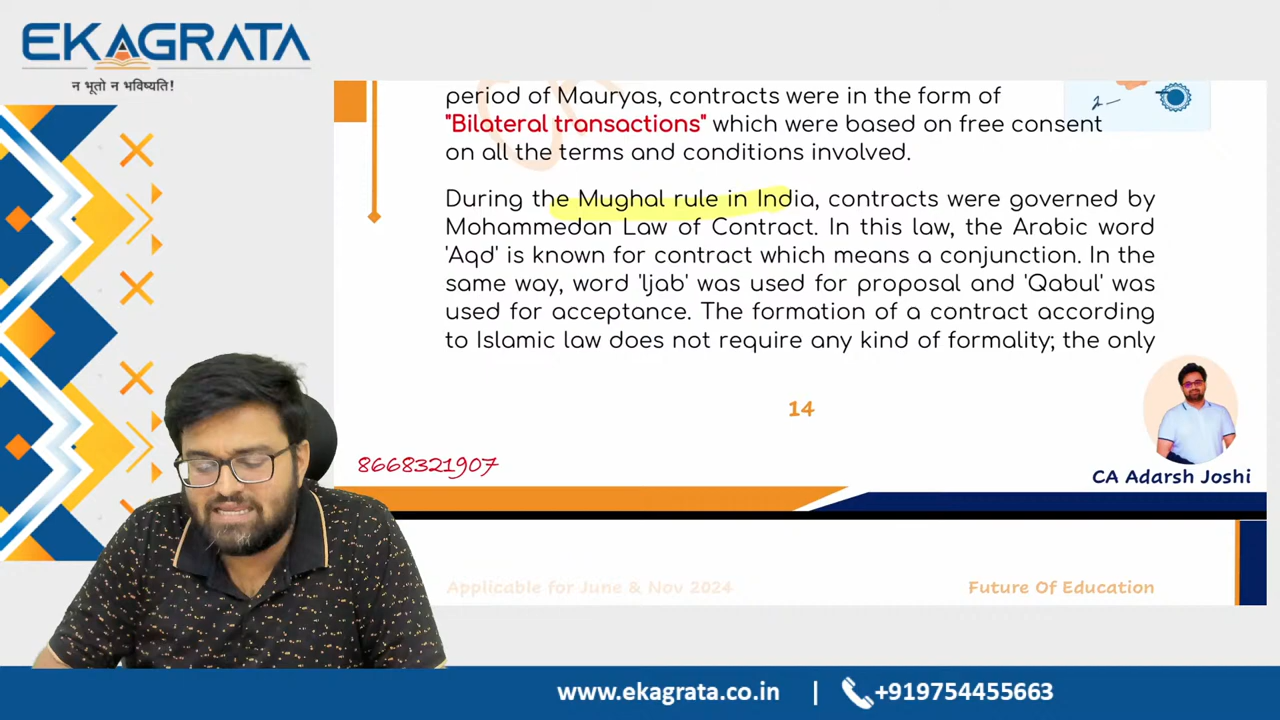 EKAGRATA
न भूतो न भविष्यति!
period of Mauryas, contracts were in the form of
"Bilateral transactions" which were based on free consent
on all the terms and conditions involved.
During the Mughal rule in India, contracts were governed by
Mohammedan Law of Contract. In this law, the Arabic word
'Aqd' is known for contract which means a conjunction. In the
same way, word 'ljab' was used for proposal and 'Qabul' was
used for acceptance. The formation of a contract according
to Islamic law does not require any kind of formality; the only
14
8668321907
CA Adarsh Joshi
Applicable for June & Nov 2024
Future Of Education
www.ekagrata.co.in | +919754455663